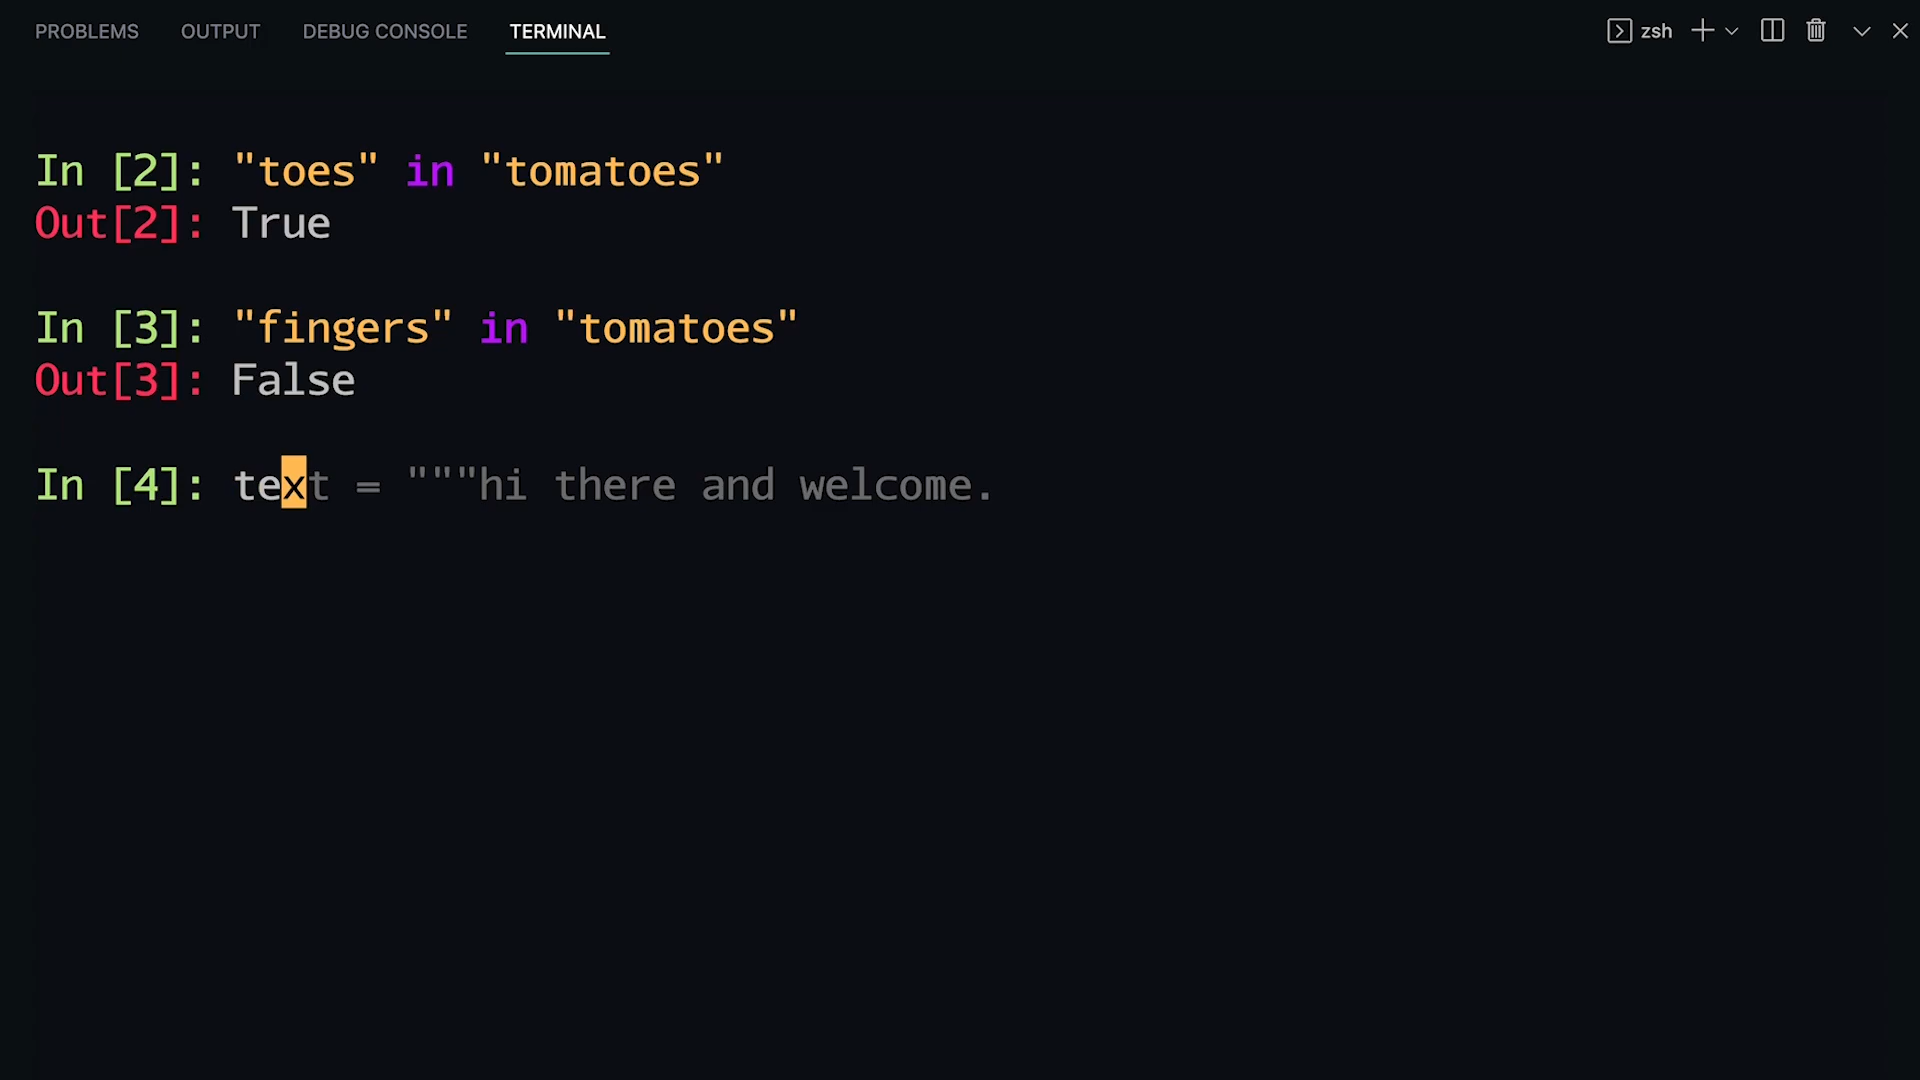 PROBLEMS OUTPUT DEBUG CONSOLE TERMINAL zsh
In [2]: "toes" in "tomatoes"
Out[2]: True
In [3]: "fingers" in "tomatoes"
Out[3]: False
In [4]: text = """hi there and welcome.